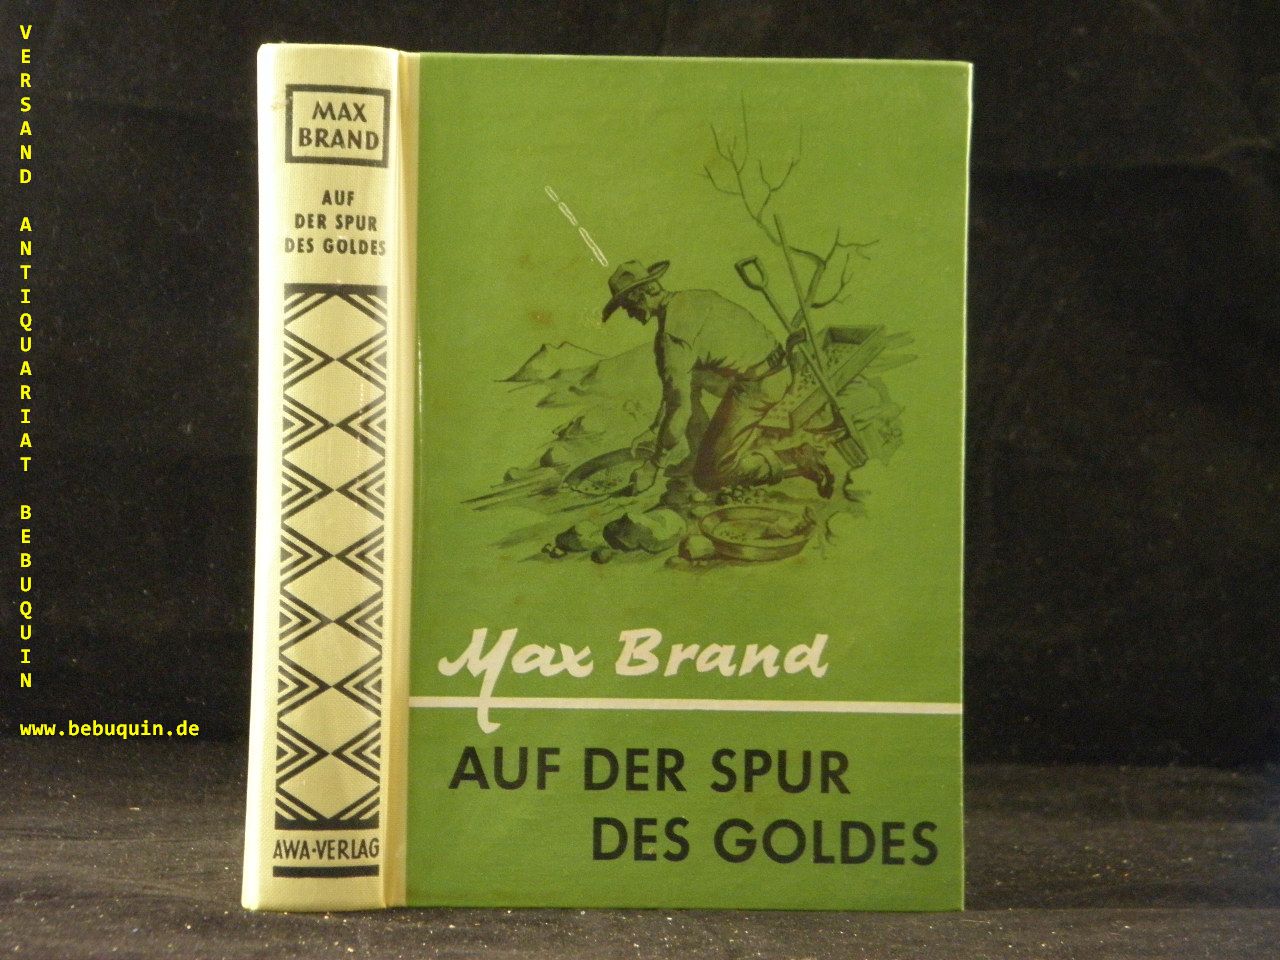 VERSAND ANTIQUARIAT BEBUQUIN
www.bebuquin.de
MAX
BRAND
AUF
DER SPUR
DES GOLDES
AWA-VERLAG
Max Brand
AUF DER SPUR
DES GOLDES